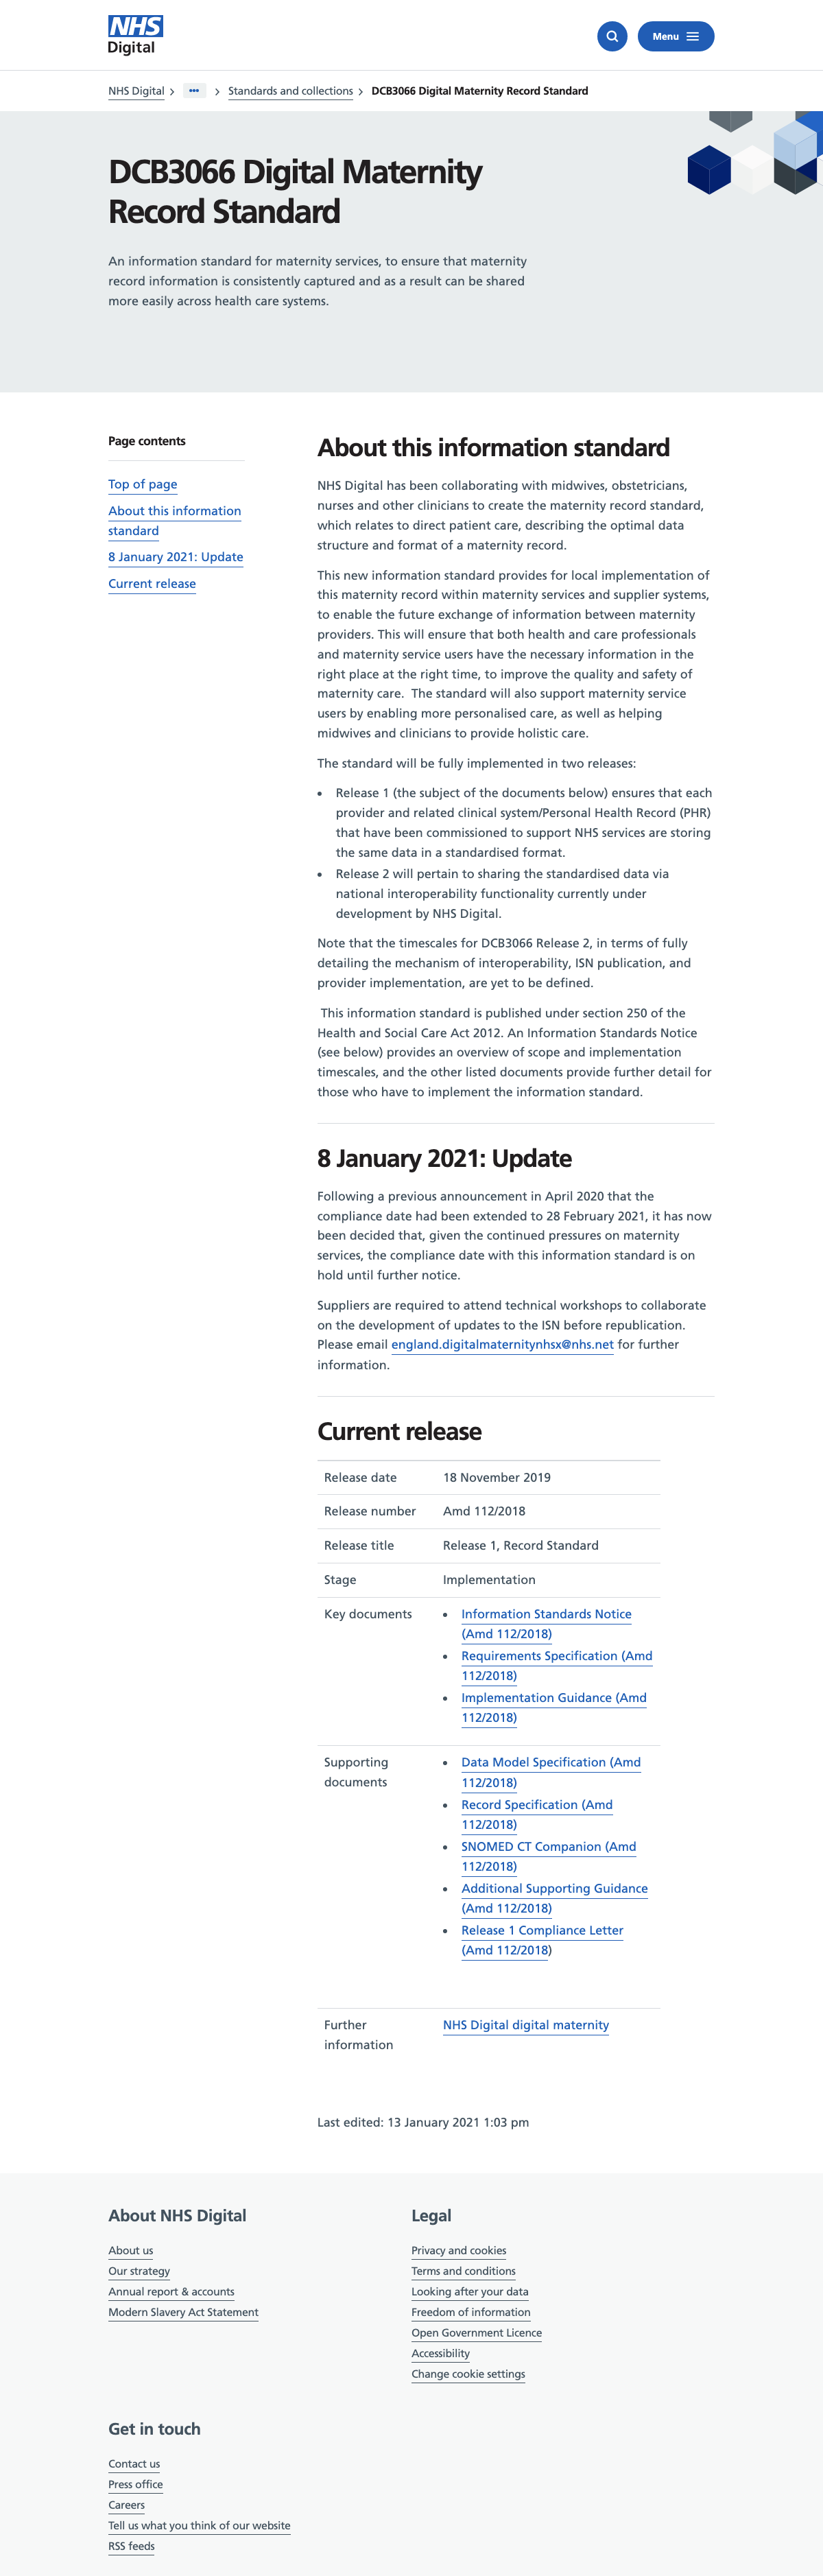 NHS
Digital
Menu
NHS Digital
Standards and collections
DCB3066 Digital Maternity Record Standard
DCB3066 Digital Maternity
Record Standard
An information standard for maternity services, to ensure that maternity
record information is consistently captured and as a result can be shared
more easily across health care systems.
Page contents
Top of page
About this information
standard
8 January 2021: Update
Current release
About this information standard
NHS Digital has been collaborating with midwives, obstetricians,
nurses and other clinicians to create the maternity record standard,
which relates to direct patient care, describing the optimal data
structure and format of a maternity record.
This new information standard provides for local implementation of
this maternity record within maternity services and supplier systems,
to enable the future exchange of information between maternity
providers. This will ensure that both health and care professionals
and maternity service users have the necessary information in the
right place at the right time, to improve the quality and safety of
maternity care.  The standard will also support maternity service
users by enabling more personalised care, as well as helping
midwives and clinicians to provide holistic care.
The standard will be fully implemented in two releases:
• Release 1 (the subject of the documents below) ensures that each
provider and related clinical system/Personal Health Record (PHR)
that have been commissioned to support NHS services are storing
the same data in a standardised format.
• Release 2 will pertain to sharing the standardised data via
national interoperability functionality currently under
development by NHS Digital.
Note that the timescales for DCB3066 Release 2, in terms of fully
detailing the mechanism of interoperability, ISN publication, and
provider implementation, are yet to be defined.
This information standard is published under section 250 of the
Health and Social Care Act 2012. An Information Standards Notice
(see below) provides an overview of scope and implementation
timescales, and the other listed documents provide further detail for
those who have to implement the information standard.
8 January 2021: Update
Following a previous announcement in April 2020 that the
compliance date had been extended to 28 February 2021, it has now
been decided that, given the continued pressures on maternity
services, the compliance date with this information standard is on
hold until further notice.
Suppliers are required to attend technical workshops to collaborate
on the development of updates to the ISN before republication.
Please email england.digitalmaternitynhsx@nhs.net for further
information.
Current release
Release date 18 November 2019
Release number Amd 112/2018
Release title Release 1, Record Standard
Stage Implementation
Key documents • Information Standards Notice
(Amd 112/2018)
• Requirements Specification (Amd
112/2018)
• Implementation Guidance (Amd
112/2018)
Supporting
documents
• Data Model Specification (Amd
112/2018)
• Record Specification (Amd
112/2018)
• SNOMED CT Companion (Amd
112/2018)
• Additional Supporting Guidance
(Amd 112/2018)
• Release 1 Compliance Letter
(Amd 112/2018)
Further
information
NHS Digital digital maternity
Last edited: 13 January 2021 1:03 pm
About NHS Digital
About us
Our strategy
Annual report & accounts
Modern Slavery Act Statement
Legal
Privacy and cookies
Terms and conditions
Looking after your data
Freedom of information
Open Government Licence
Accessibility
Change cookie settings
Get in touch
Contact us
Press office
Careers
Tell us what you think of our website
RSS feeds